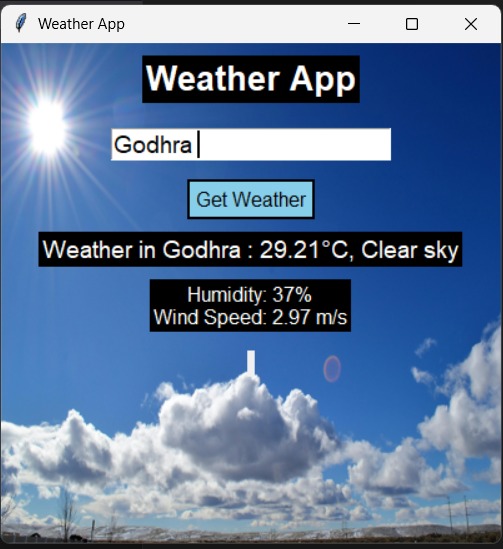 Weather App
Weather App
Godhra
Get Weather
Weather in Godhra : 29.21°C, Clear sky
Humidity: 37%
Wind Speed: 2.97 m/s